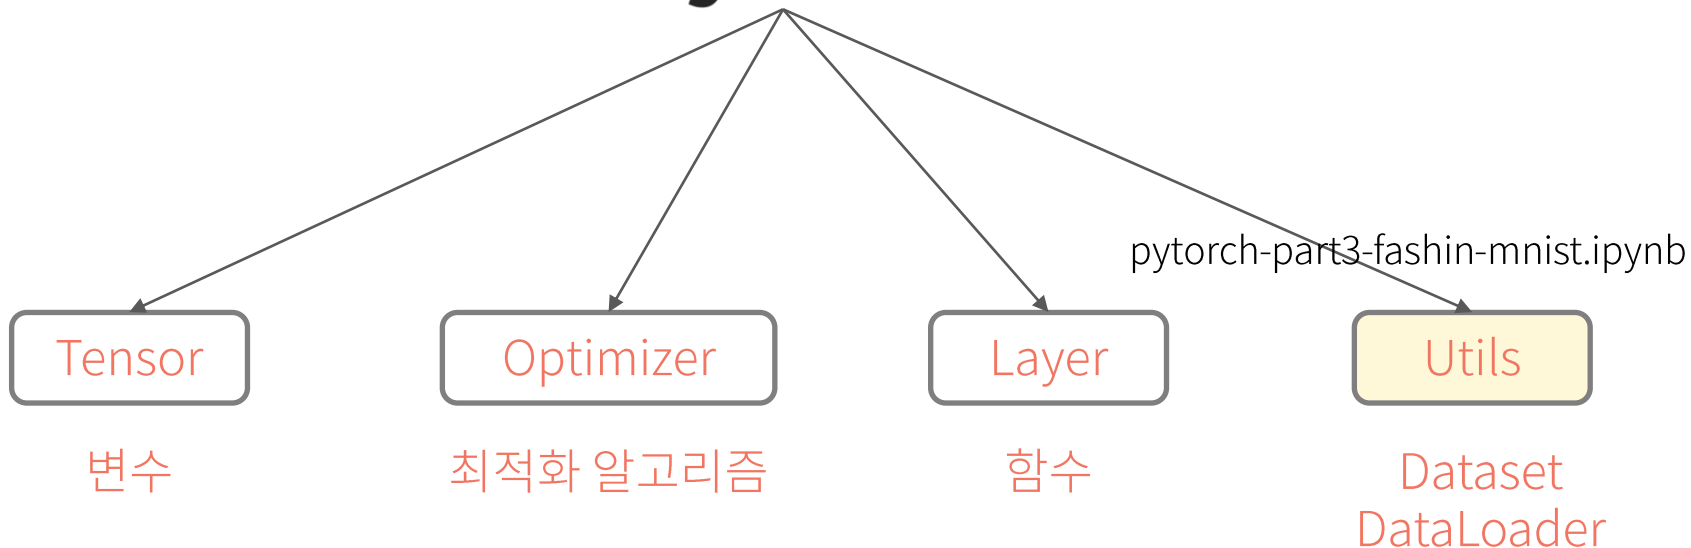 pytorch-part3-fashin-mnist.ipynb
Tensor
Optimizer
Layer
Utils
변수
최적화 알고리즘
함수
Dataset
DataLoader